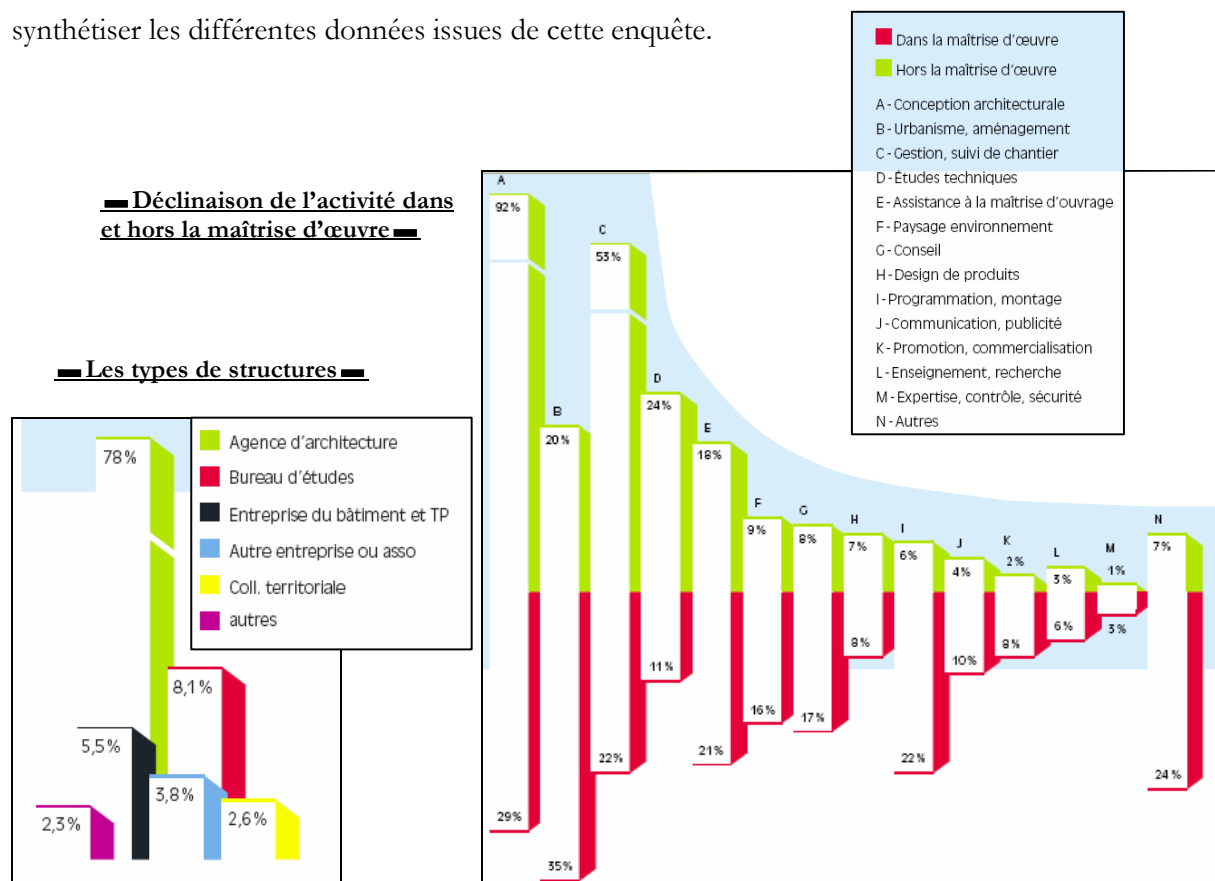 synthétiser les différentes données issues de cette enquête.
Dans la maîtrise d'œuvre
Hors la maîtrise d'œuvre
A - Conception architecturale
B - Urbanisme, aménagement
C - Gestion, suivi de chantier
D - Études techniques
E - Assistance à la maîtrise d'ouvrage
F - Paysage environnement
G - Conseil
H - Design de produits
I - Programmation, montage
J - Communication, publicité
K - Promotion, commercialisation
L - Enseignement, recherche
M - Expertise, contrôle, sécurité
N - Autres
Déclinaison de l'activité dans
et hors la maîtrise d'œuvre
A
92%
C
53%
D
24%
B
20%
E
18%
F
9%
G
8%
H
7%
I
6%
J
4%
K
2%
L
3%
M
1%
N
7%
29%
35%
22%
11%
21%
16%
17%
8%
22%
10%
8%
6%
3%
24%
Les types de structures
Agence d'architecture
Bureau d'études
Entreprise du bâtiment et TP
Autre entreprise ou asso
Coll. territoriale
autres
78%
8,1%
5,5%
3,8%
2,6%
2,3%